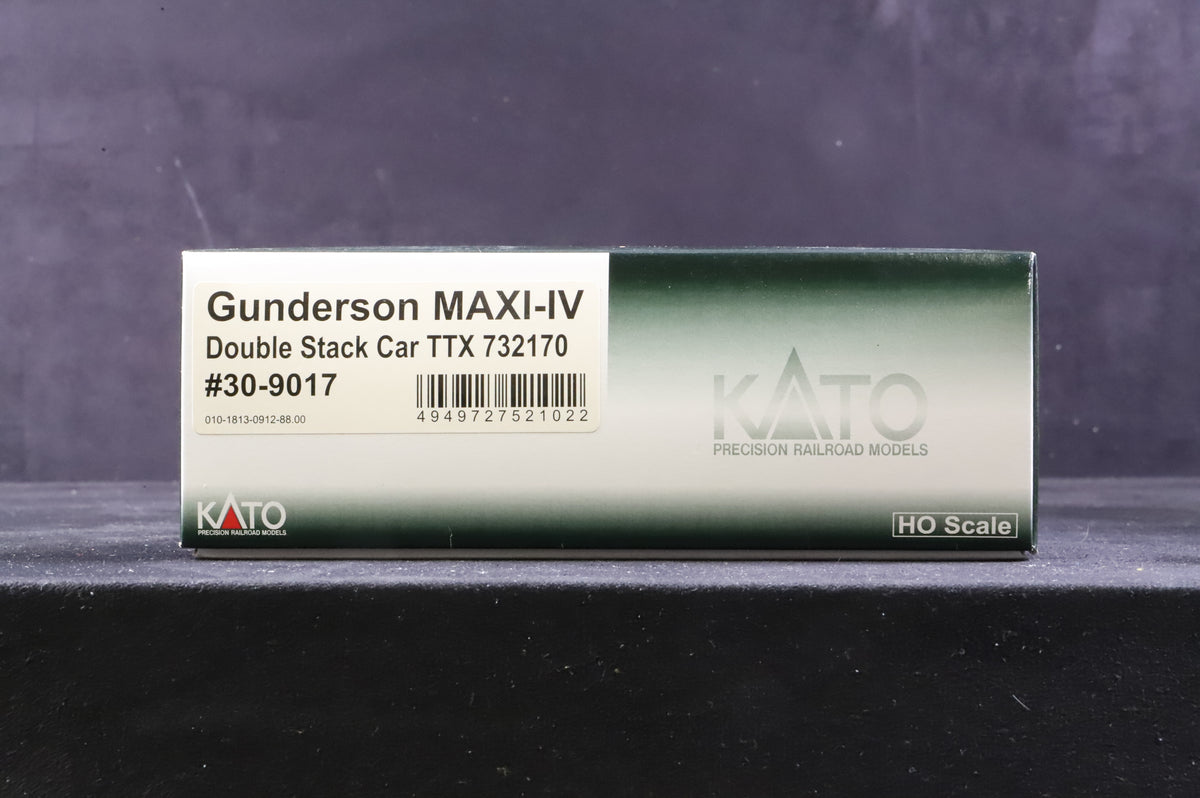 Gunderson MAXI-IV
Double Stack Car TTX 732170
#30-9017
010-1813-0912-88.00
4949727521022
KATO
PRECISION RAILROAD MODELS
KATO
PRECISION RAILROAD MODELS
HO Scale